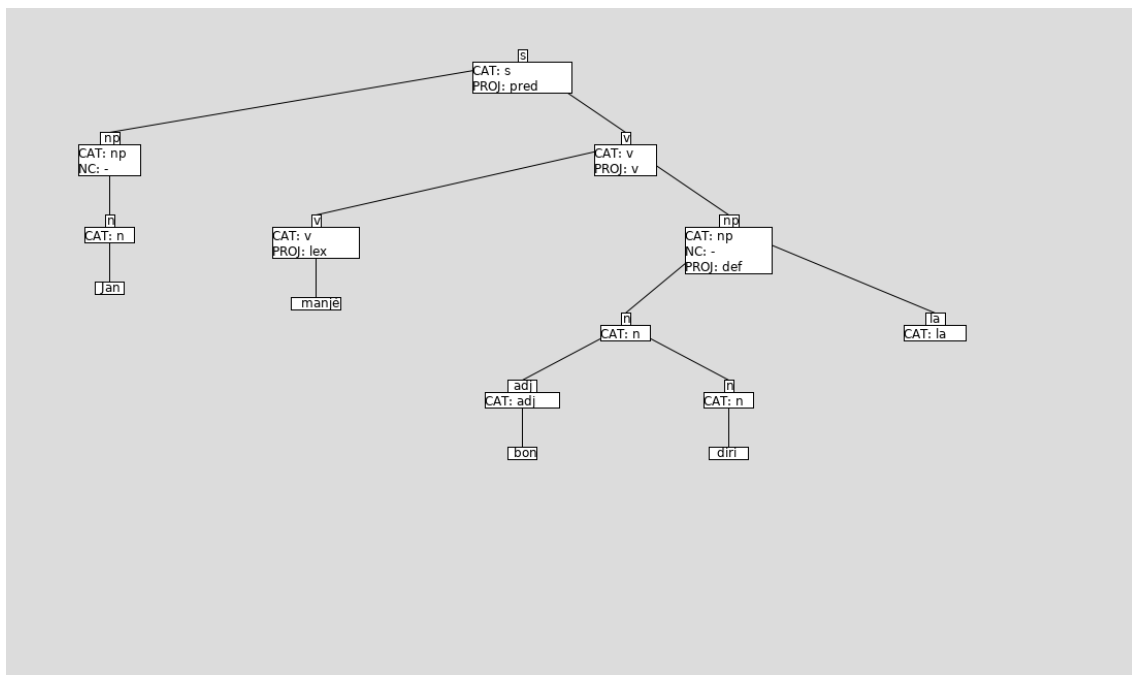 s
CAT: s
PROJ: pred
np
CAT: np
NC: -
v
CAT: v
PROJ: v
n
CAT: n
v
CAT: v
PROJ: lex
np
CAT: np
NC: -
PROJ: def
Jan
manje
n
CAT: n
la
CAT: la
adj
CAT: adj
n
CAT: n
bon
diri